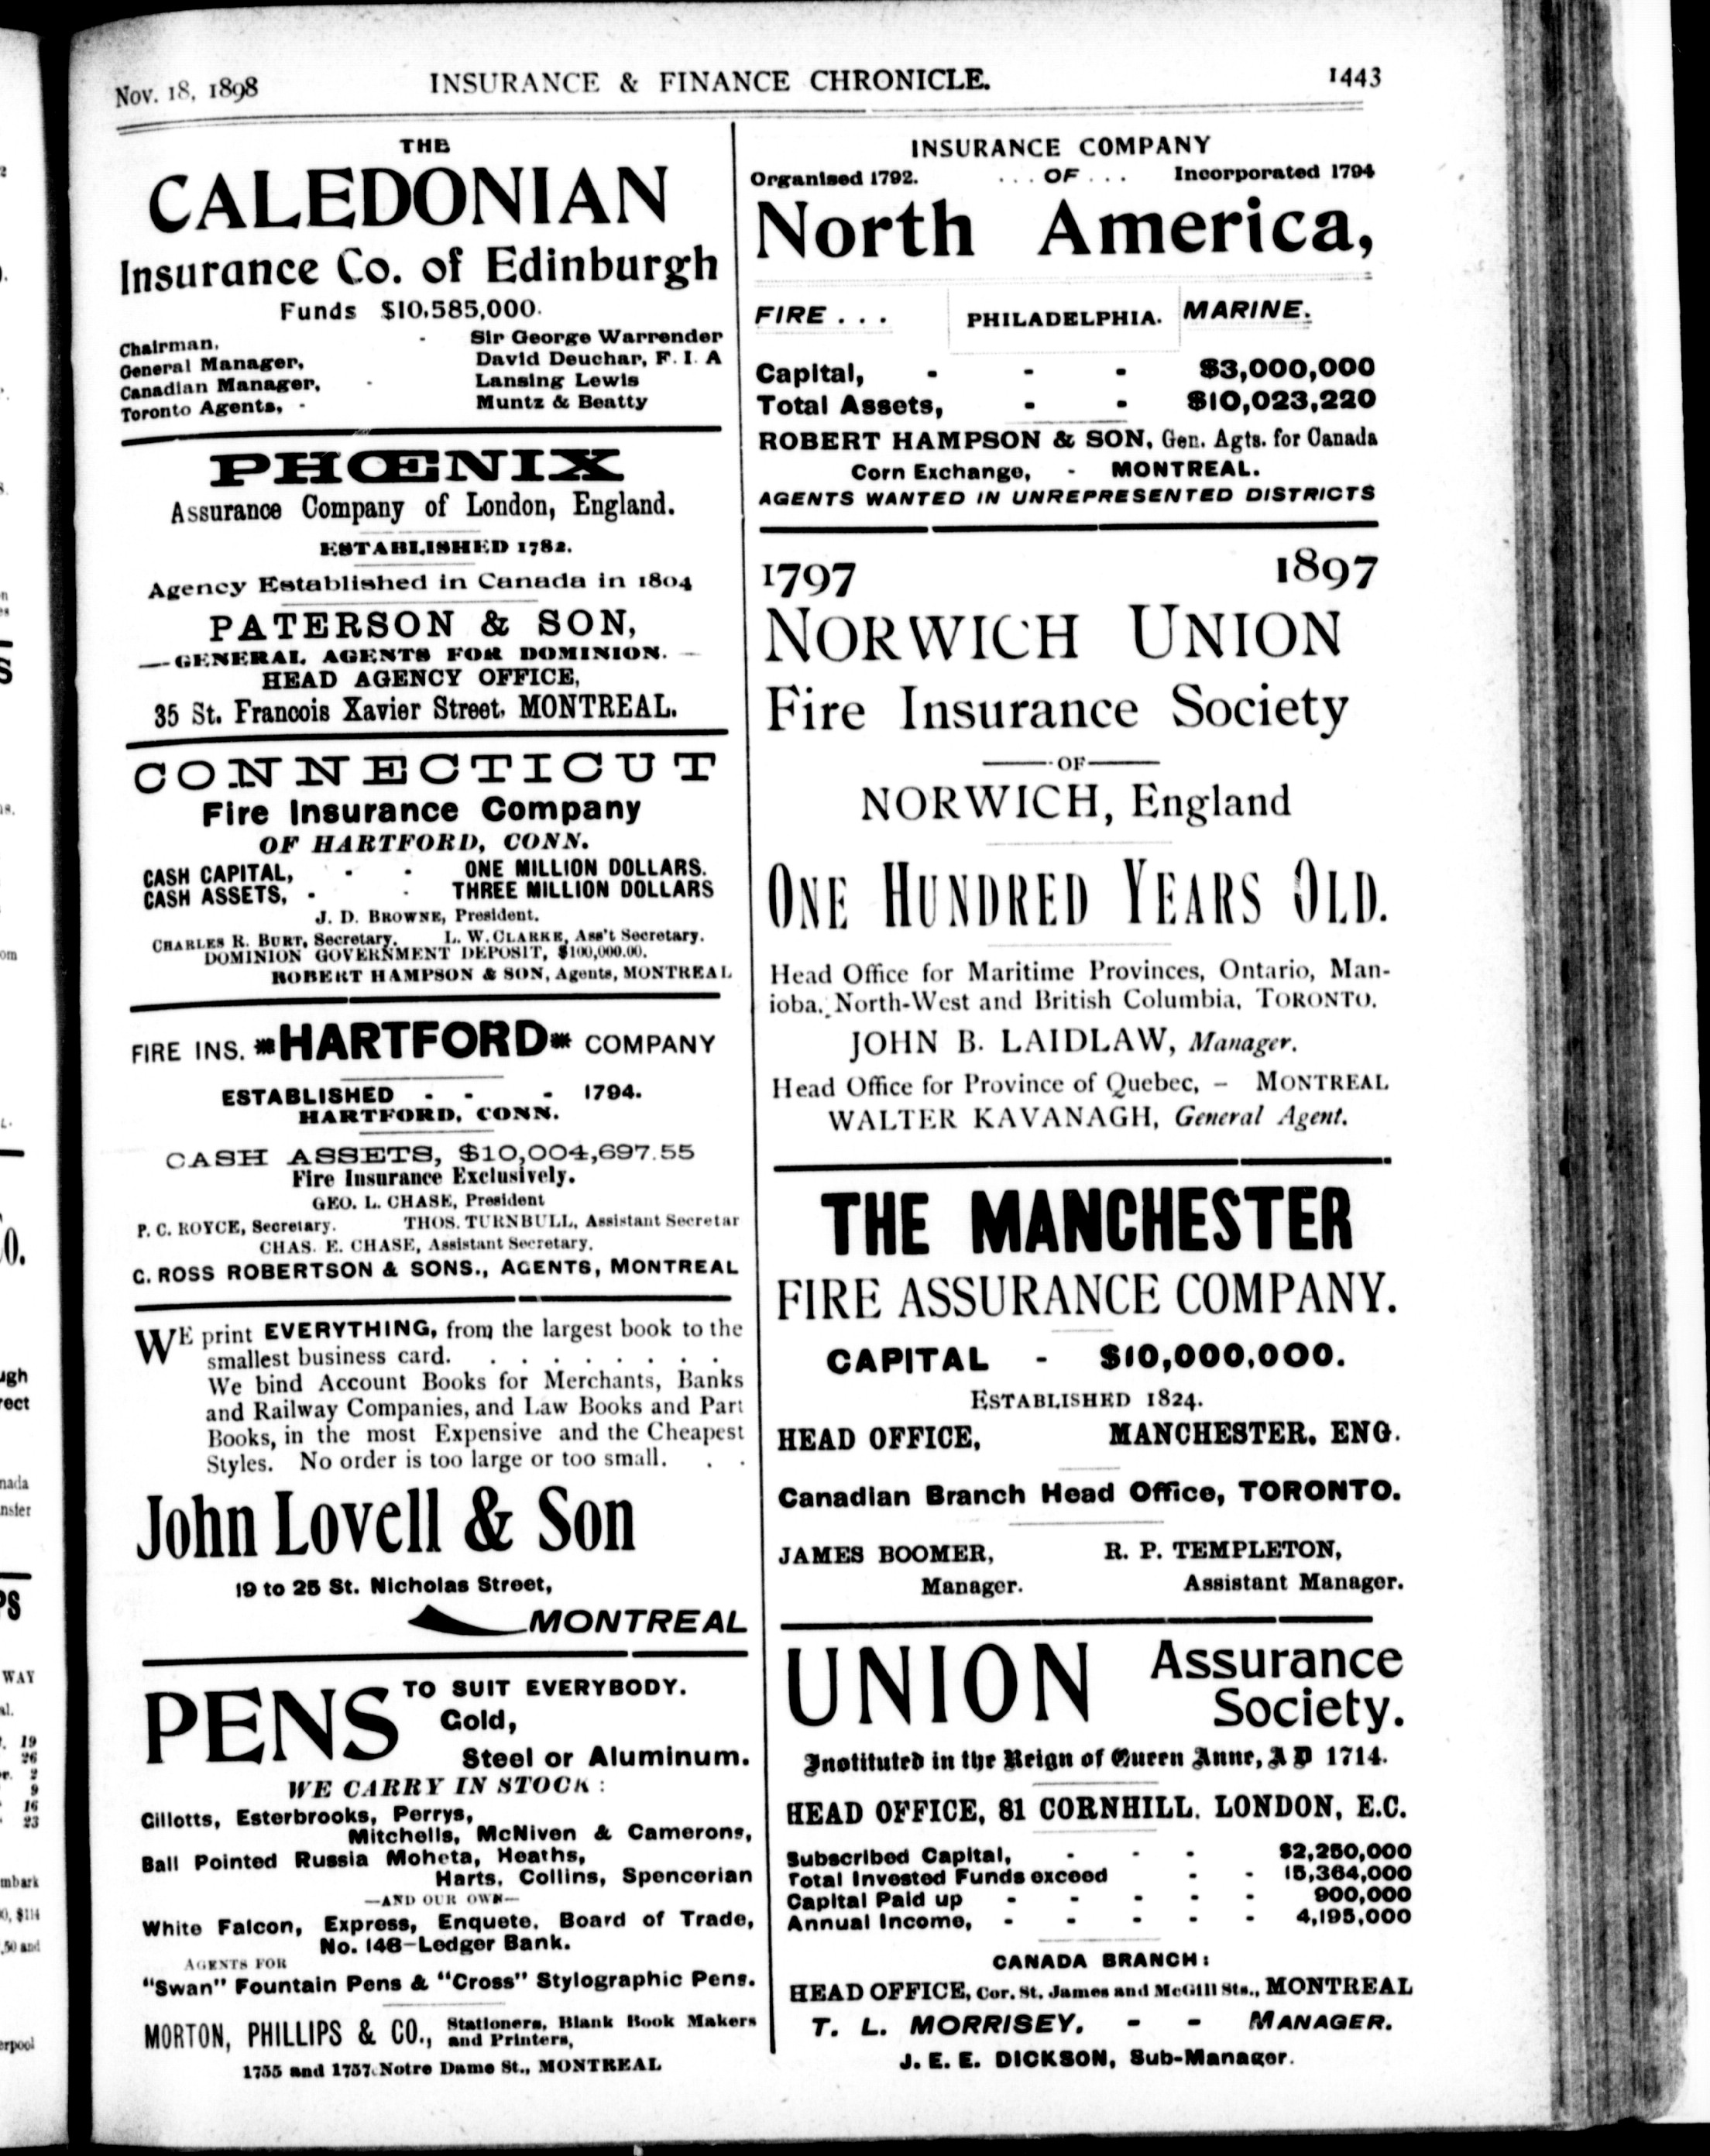 Nov. 18, 1898 INSURANCE & FINANCE CHRONICLE. 1443
THE
CALEDONIAN
Insurance Co. of Edinburgh
Funds $10,585,000.
Chairman, - Sir George Warrender
General Manager, David Deuchar, F. I. A
Canadian Manager, - Lansing Lewis
Toronto Agents, - Muntz & Beatty
PHŒNIX
Assurance Company of London, England.
ESTABLISHED 1782.
Agency Established in Canada in 1804
PATERSON & SON,
—GENERAL AGENTS FOR DOMINION.—
HEAD AGENCY OFFICE,
35 St. Francois Xavier Street, MONTREAL.
CONNECTICUT
Fire Insurance Company
OF HARTFORD, CONN.
CASH CAPITAL, - - ONE MILLION DOLLARS.
CASH ASSETS, - - THREE MILLION DOLLARS
J. D. BROWNE, President.
CHARLES R. BURT, Secretary. L. W. CLARKE, Ass't Secretary.
DOMINION GOVERNMENT DEPOSIT, $100,000.00.
ROBERT HAMPSON & SON, Agents, MONTREAL
FIRE INS. *HARTFORD* COMPANY
ESTABLISHED - - - 1794.
HARTFORD, CONN.
CASH ASSETS, $10,004,697.55
Fire Insurance Exclusively.
GEO. L. CHASE, President
P. C. ROYCE, Secretary. THOS. TURNBULL, Assistant Secretar
CHAS. E. CHASE, Assistant Secretary.
C. ROSS ROBERTSON & SONS., AGENTS, MONTREAL
WE print EVERYTHING, from the largest book to the
smallest business card. . . . . . . . .
We bind Account Books for Merchants, Banks
and Railway Companies, and Law Books and Part
Books, in the most Expensive and the Cheapest
Styles. No order is too large or too small. . .
John Lovell & Son
19 to 25 St. Nicholas Street,
MONTREAL
PENS TO SUIT EVERYBODY.
Gold,
Steel or Aluminum.
WE CARRY IN STOCK :
Gillotts, Esterbrooks, Perrys,
Mitchells, McNiven & Camerons,
Ball Pointed Russia Moheta, Heaths,
Harts, Collins, Spencerian
—AND OUR OWN—
White Falcon, Express, Enquete, Board of Trade,
No. 146—Ledger Bank.
AGENTS FOR
"Swan" Fountain Pens & "Cross" Stylographic Pens.
MORTON, PHILLIPS & CO., Stationers, Blank Book Makers
and Printers,
1755 and 1757 Notre Dame St., MONTREAL
INSURANCE COMPANY
Organised 1792. ... OF ... Incorporated 1794
North America,
FIRE . . . PHILADELPHIA. MARINE.
Capital, - - - $3,000,000
Total Assets, - - $10,023,220
ROBERT HAMPSON & SON, Gen. Agts. for Canada
Corn Exchange, - MONTREAL.
AGENTS WANTED IN UNREPRESENTED DISTRICTS
1797 1897
NORWICH UNION
Fire Insurance Society
—OF—
NORWICH, England
ONE HUNDRED YEARS OLD.
Head Office for Maritime Provinces, Ontario, Man-
ioba, North-West and British Columbia, TORONTO.
JOHN B. LAIDLAW, Manager.
Head Office for Province of Quebec, – MONTREAL
WALTER KAVANAGH, General Agent.
THE MANCHESTER
FIRE ASSURANCE COMPANY.
CAPITAL - $10,000,000.
ESTABLISHED 1824.
HEAD OFFICE, MANCHESTER, ENG.
Canadian Branch Head Office, TORONTO.
JAMES BOOMER, R. P. TEMPLETON,
Manager. Assistant Manager.
UNION Assurance
Society.
Instituted in the Reign of Queen Anne, A D 1714.
HEAD OFFICE, 81 CORNHILL, LONDON, E.C.
Subscribed Capital, - - - $2,250,000
Total Invested Funds exceed - - 15,364,000
Capital Paid up - - - - - 900,000
Annual Income, - - - - - 4,195,000
CANADA BRANCH:
HEAD OFFICE, Cor. St. James and McGill Sts., MONTREAL
T. L. MORRISEY, - - MANAGER.
J. E. E. DICKSON, Sub-Manager.